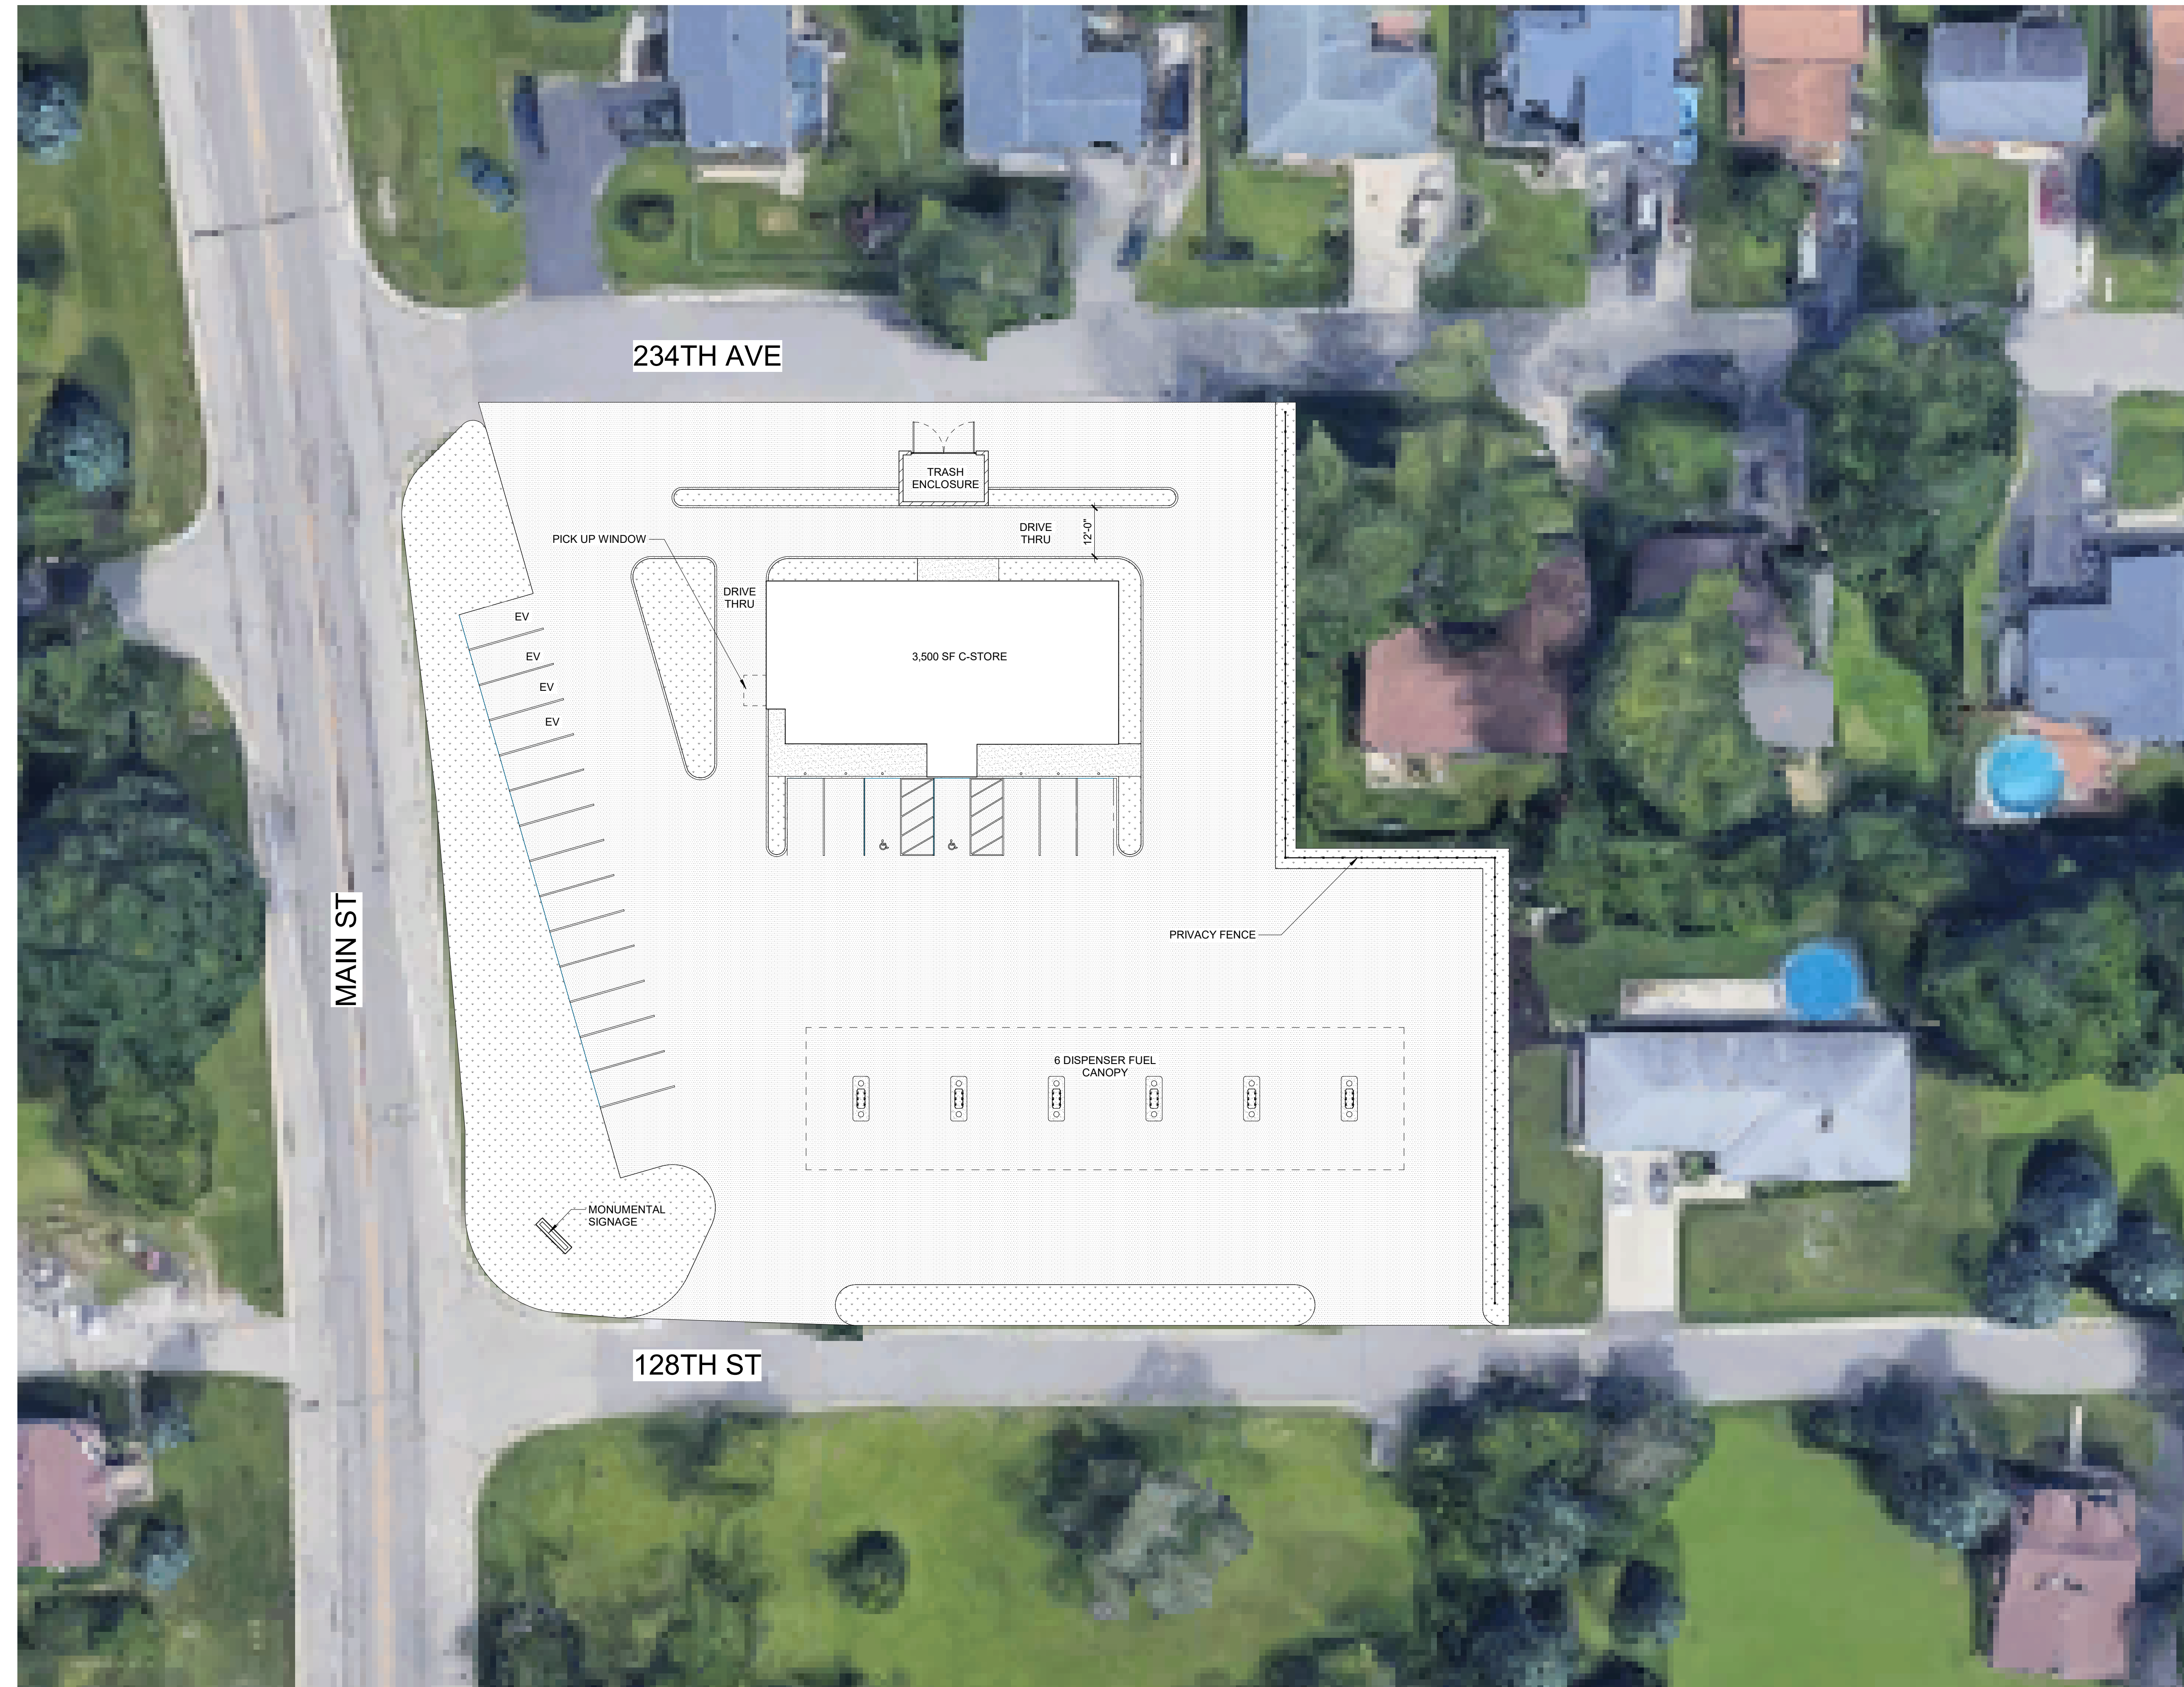 234TH AVE
TRASH
ENCLOSURE
PICK UP WINDOW
DRIVE
THRU
12'-0"
DRIVE
THRU
EV
EV
EV
EV
3,500 SF C-STORE
MAIN ST
PRIVACY FENCE
6 DISPENSER FUEL
CANOPY
MONUMENTAL
SIGNAGE
128TH ST